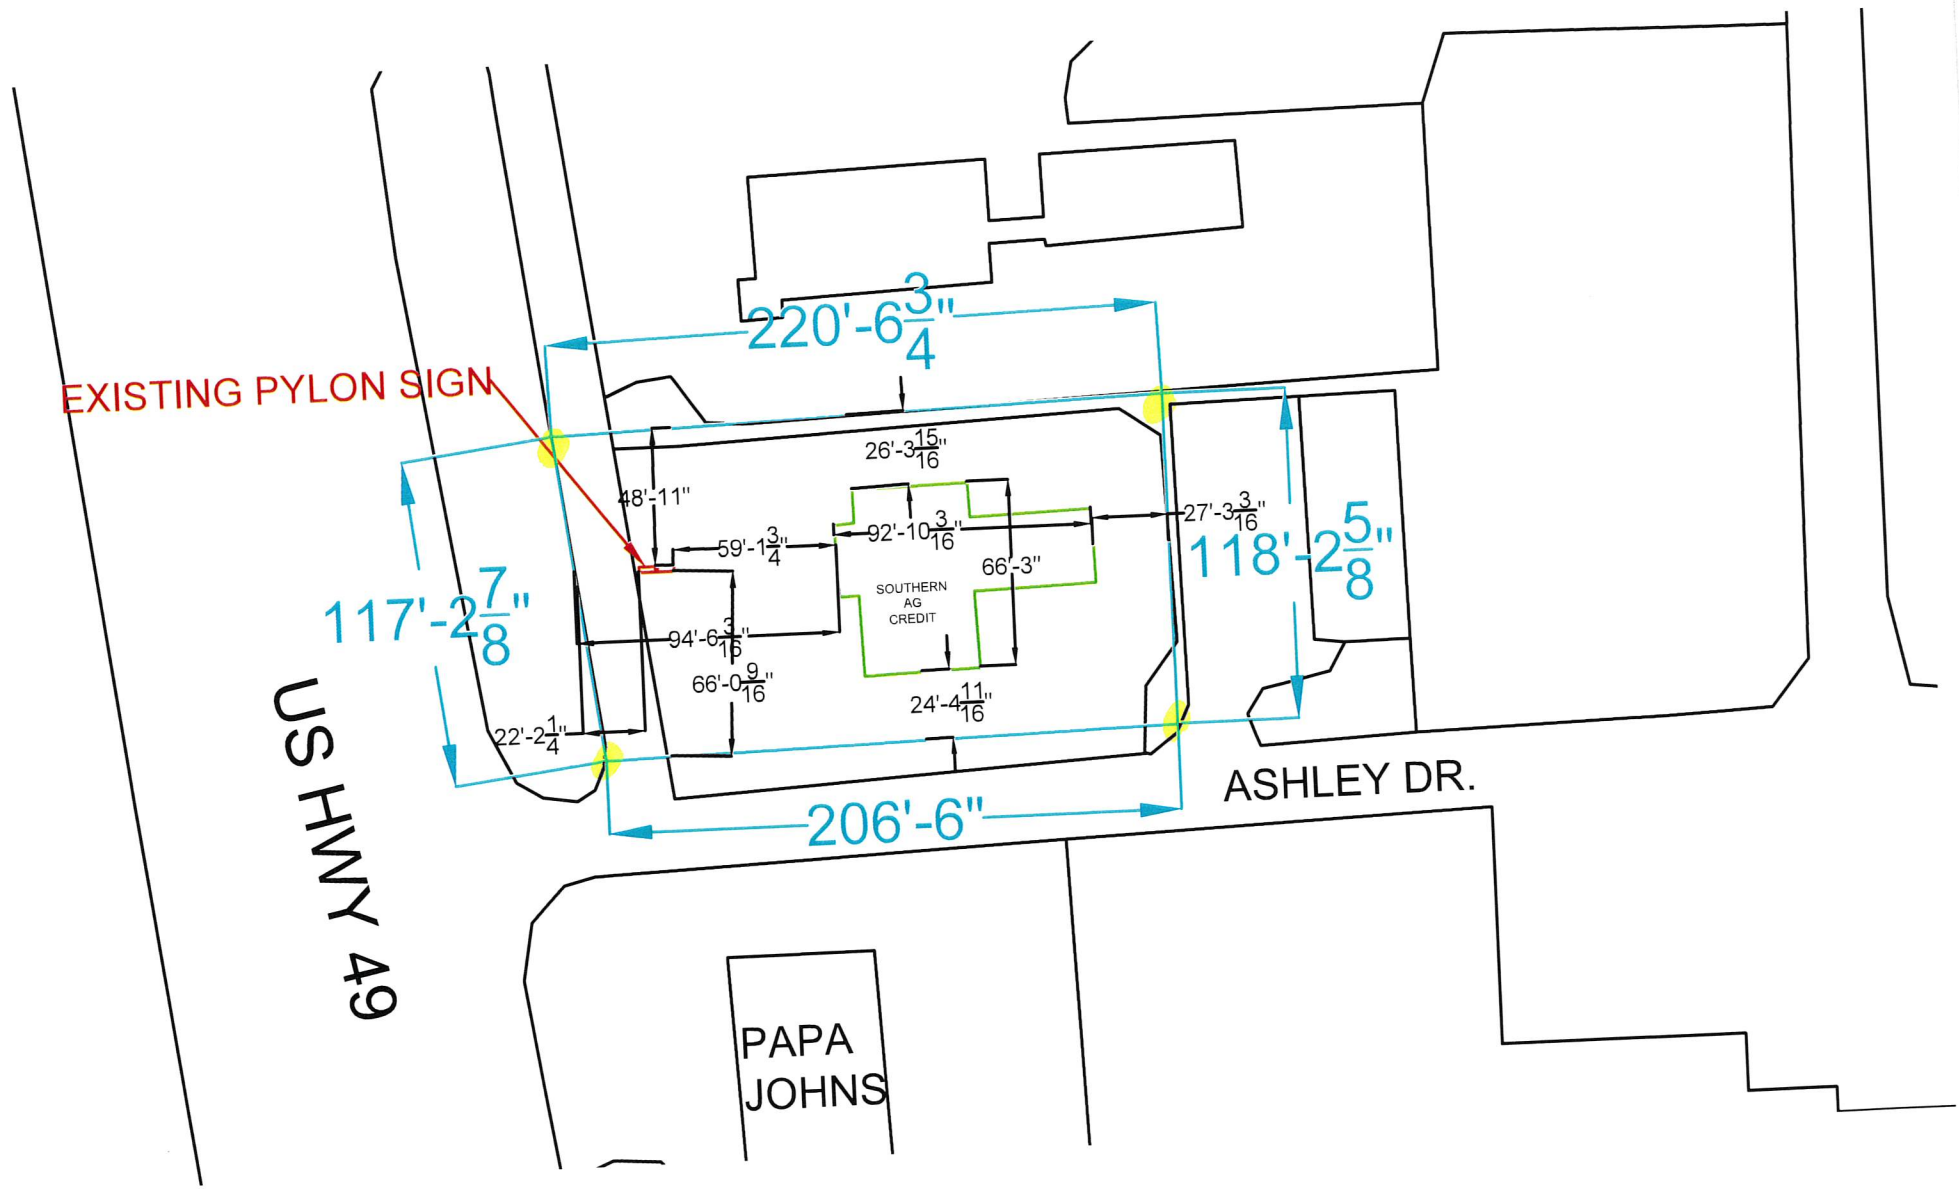 220'-6 3/4"
EXISTING PYLON SIGN
26'-3 15/16"
48'-11"
27'-3 3/16"
92'-10 3/16"
59'-1 3/4"
118'-2 5/8"
66'-3"
117'-2 7/8"
SOUTHERN
AG
CREDIT
94'-6 3/16"
66'-0 9/16"
24'-4 11/16"
22'-2 1/4"
US HWY 49
ASHLEY DR.
206'-6"
PAPA
JOHNS